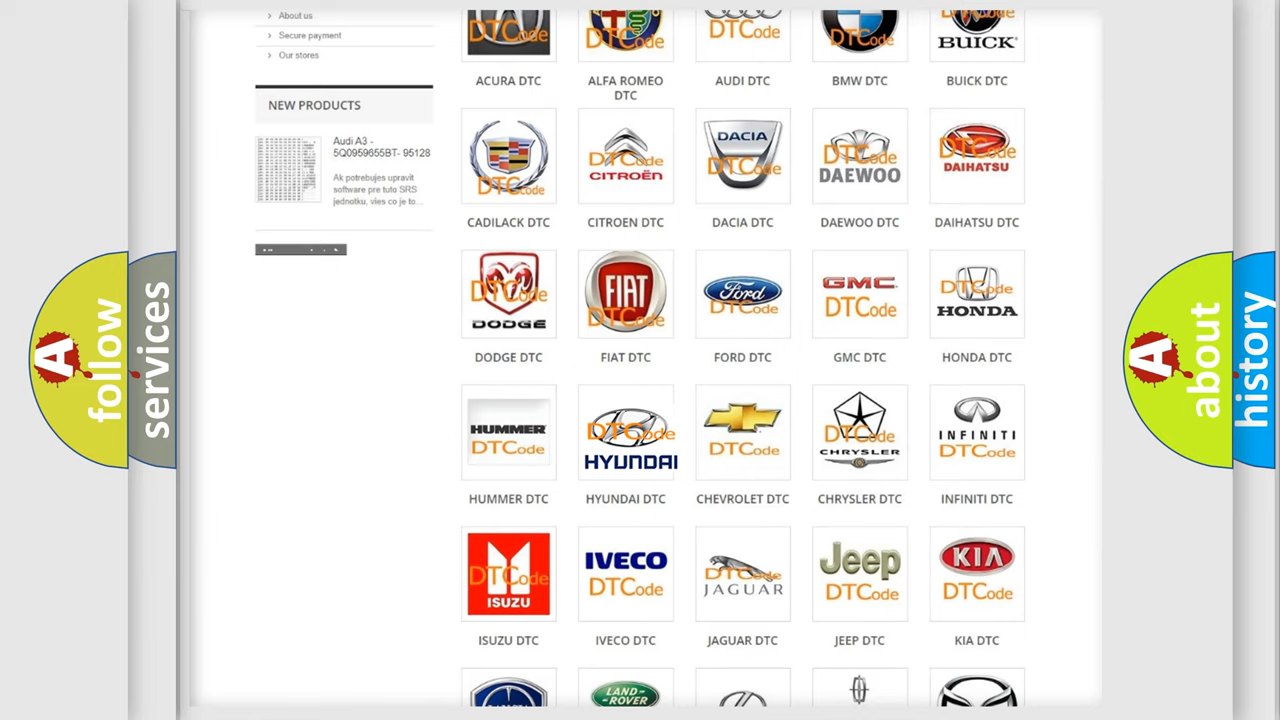 About us
Secure payment
Our stores
NEW PRODUCTS
Audi A3 -
5Q0959655BT- 95128
Ak potrebujes upravit
software pre tuto SRS
jednotku, vies co je to...
DTCode
DTCode
DTCode
DTCode
BUICK
ACURA DTC
ALFA ROMEO
DTC
AUDI DTC
BMW DTC
BUICK DTC
DTCode
DTCode
CITROËN
DACIA
DTCode
DTCode
DAEWOO
DTCode
DAIHATSU
CADILACK DTC
CITROEN DTC
DACIA DTC
DAEWOO DTC
DAIHATSU DTC
DTCode
DODGE
FIAT
DTCode
Ford
DTCode
GMC
DTCode
DTCode
HONDA
DODGE DTC
FIAT DTC
FORD DTC
GMC DTC
HONDA DTC
HUMMER
DTCode
DTCode
HYUNDAI
DTCode
DTCode
CHRYSLER
INFINITI
DTCode
HUMMER DTC
HYUNDAI DTC
CHEVROLET DTC
CHRYSLER DTC
INFINITI DTC
DTCode
ISUZU
IVECO
DTCode
DTCode
JAGUAR
Jeep
DTCode
KIA
DTCode
ISUZU DTC
IVECO DTC
JAGUAR DTC
JEEP DTC
KIA DTC
LAND-
ROVER
A
follow
services
A
about
history